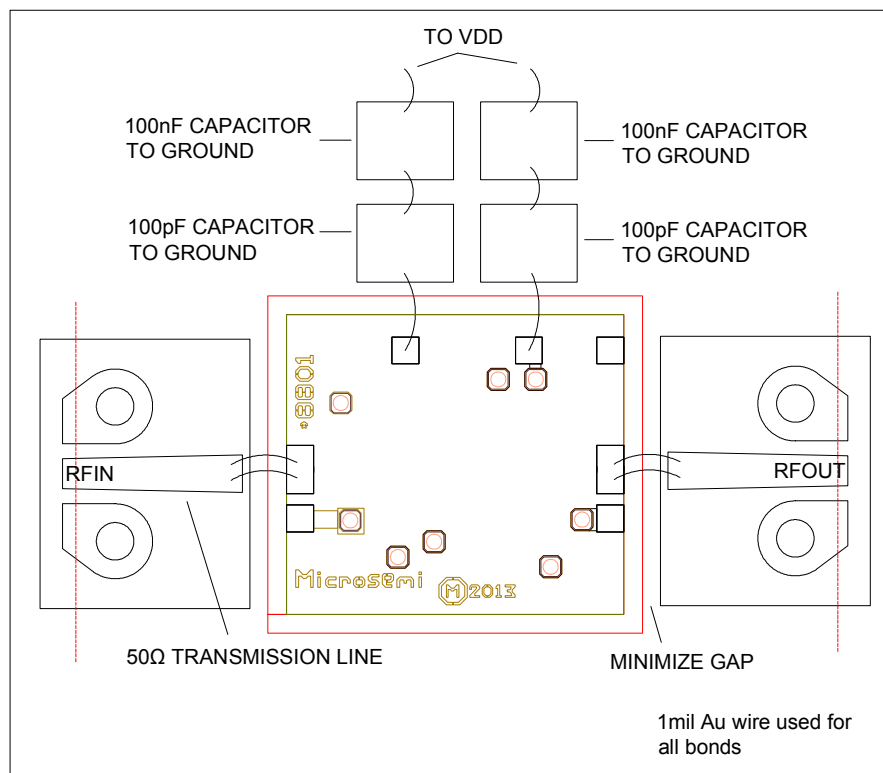 TO VDD
100nF CAPACITOR
TO GROUND
100nF CAPACITOR
TO GROUND
100pF CAPACITOR
TO GROUND
100pF CAPACITOR
TO GROUND
8801
RFIN
RFOUT
Microsemi
M 2013
50Ω TRANSMISSION LINE
MINIMIZE GAP
1mil Au wire used for
all bonds